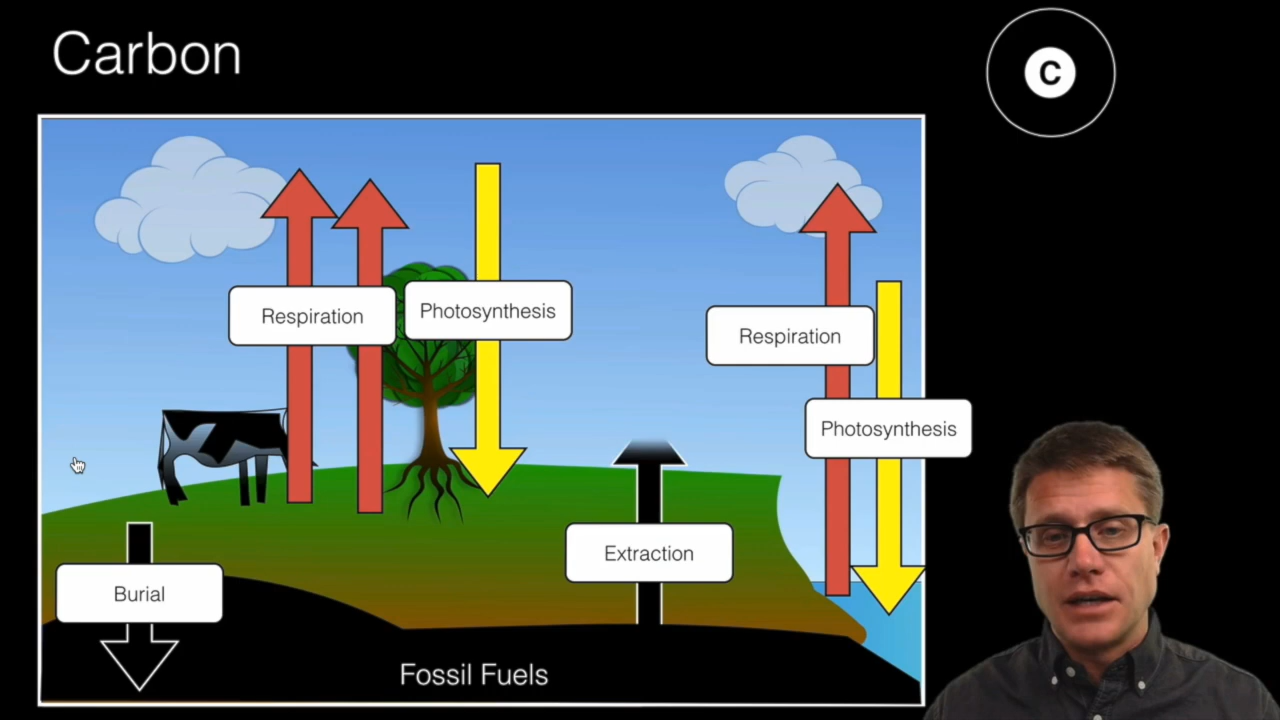 Carbon
C
Respiration
Photosynthesis
Respiration
Photosynthesis
Extraction
Burial
Fossil Fuels